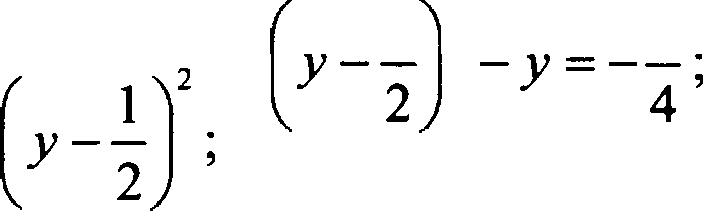 (y - 1/2)²; (y - /2) - y = - /4;